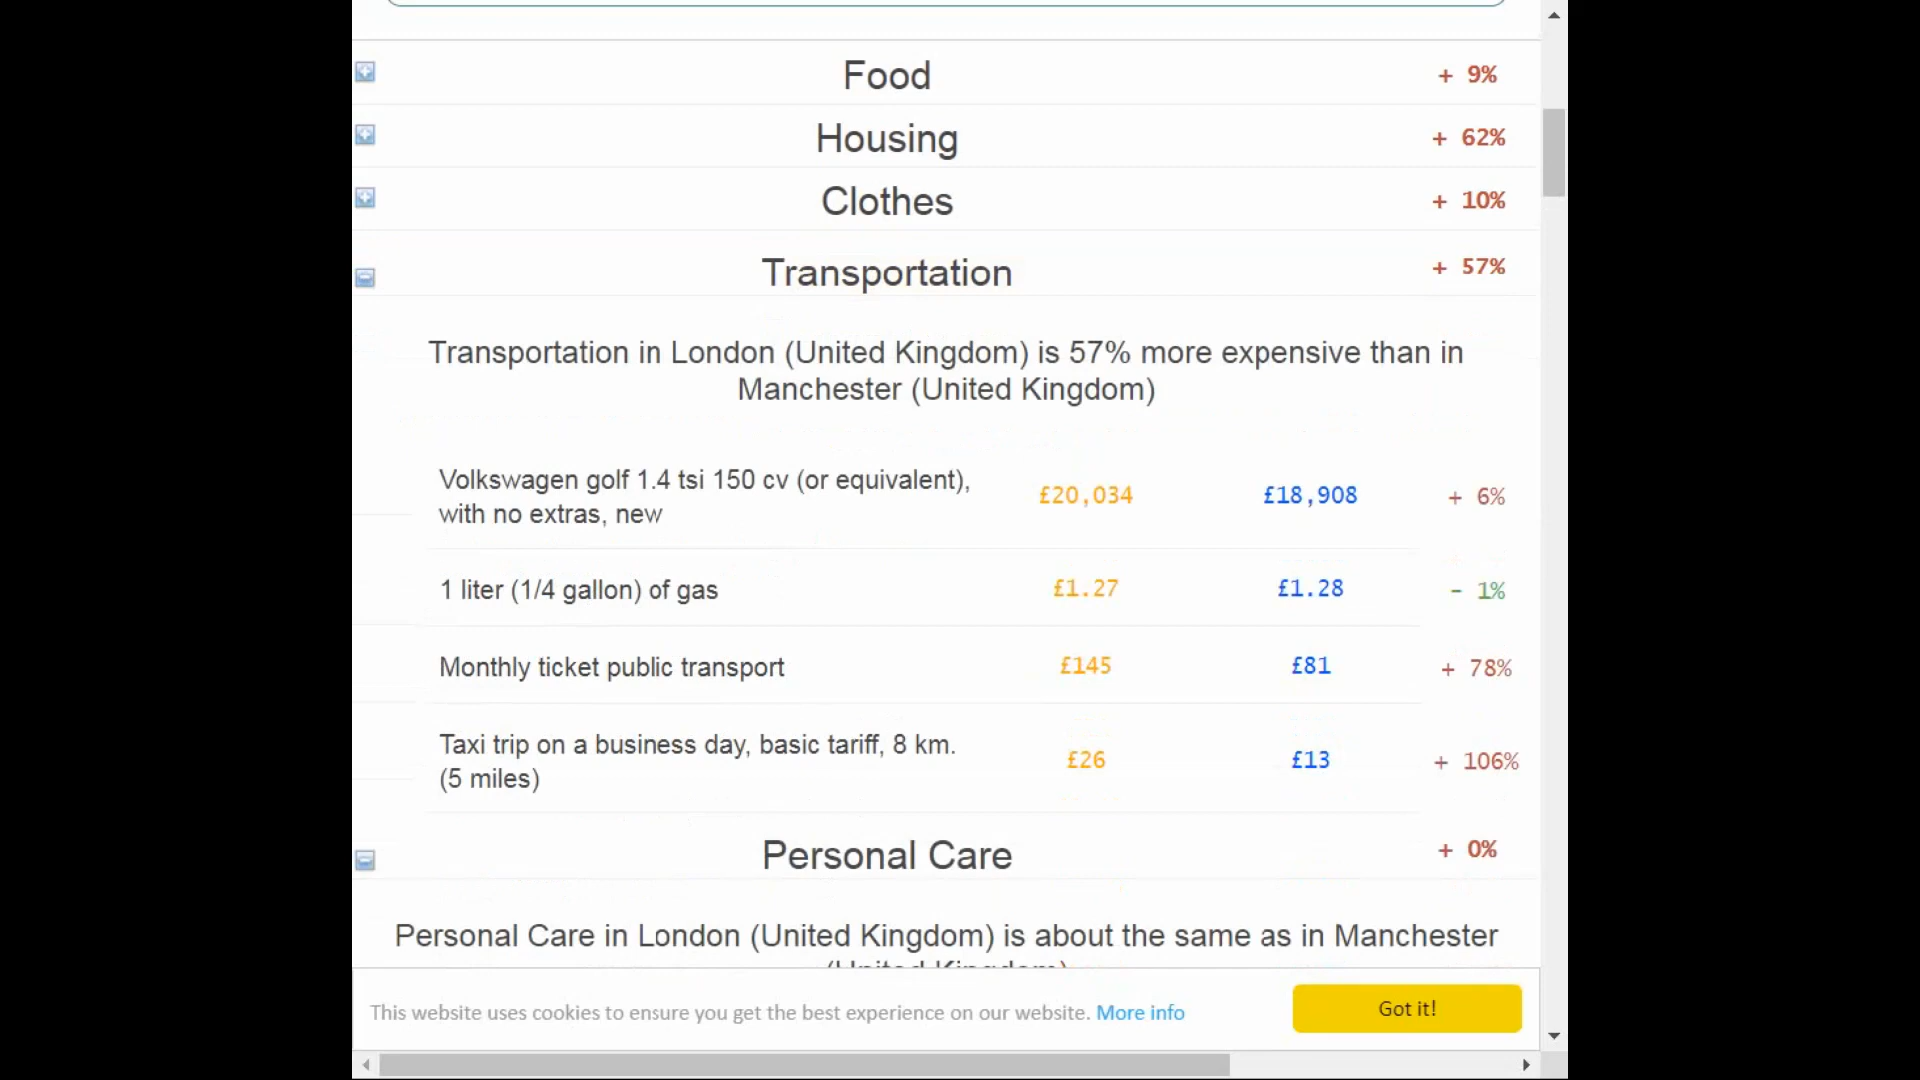 Food + 9%
Housing + 62%
Clothes + 10%
Transportation + 57%
Transportation in London (United Kingdom) is 57% more expensive than in
Manchester (United Kingdom)
Volkswagen golf 1.4 tsi 150 cv (or equivalent),
with no extras, new £20,034 £18,908 + 6%
1 liter (1/4 gallon) of gas £1.27 £1.28 - 1%
Monthly ticket public transport £145 £81 + 78%
Taxi trip on a business day, basic tariff, 8 km.
(5 miles) £26 £13 + 106%
Personal Care + 0%
Personal Care in London (United Kingdom) is about the same as in Manchester
(United Kingdom)
This website uses cookies to ensure you get the best experience on our website. More info Got it!